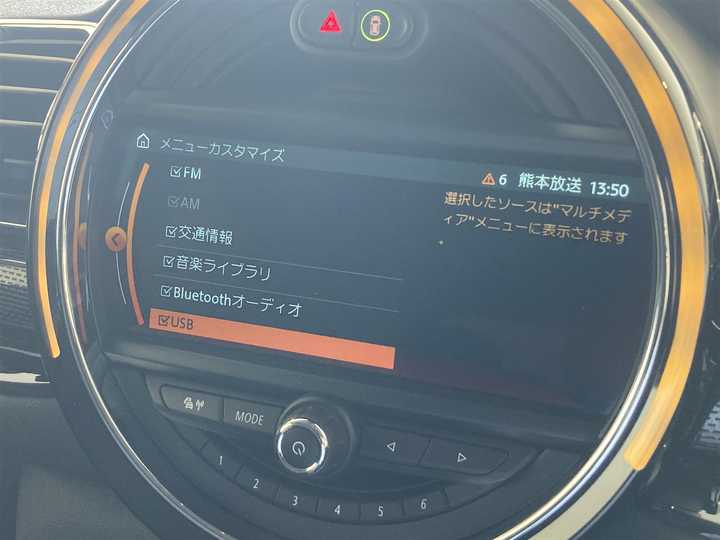 メニューカスタマイズ
6 熊本放送 13:50
FM
AM
交通情報
音楽ライブラリ
Bluetoothオーディオ
USB
選択したソースは"マルチメデ
ィア"メニューに表示されます
MODE
1
2
3
4
5
6